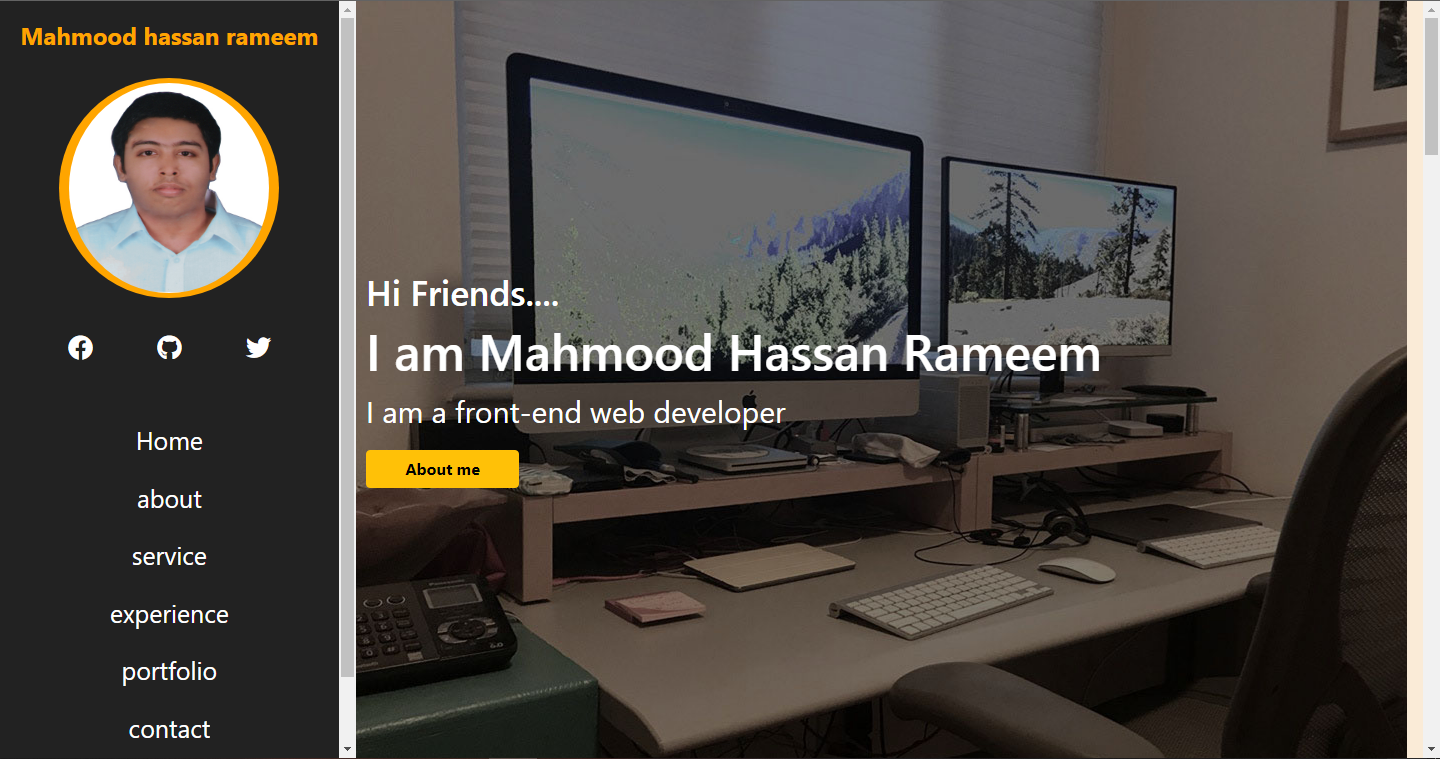 Mahmood hassan rameem
Home
about
service
experience
portfolio
contact
Hi Friends....
I am Mahmood Hassan Rameem
I am a front-end web developer
About me
Panasonic